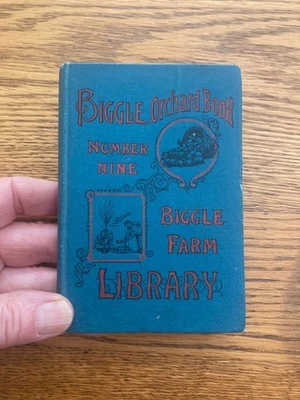 BIGGLE Orchard Book
NUMBER
NINE
BIGGLE
FARM
LIBRARY